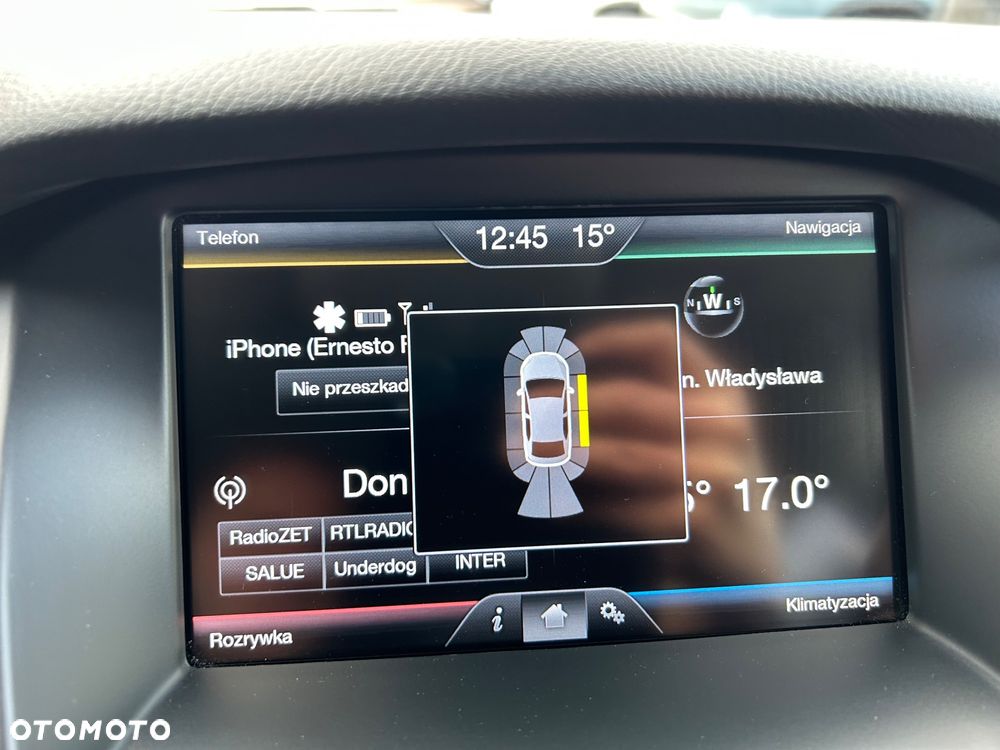 Telefon
12:45 15°
Nawigacja
N W S
iPhone (Ernesto
Nie przeszkad
n. Władysława
Don
17.0°
RadioZET RTLRADIO
SALUE Underdog INTER
Rozrywka
i
Klimatyzacja
OTOMOTO